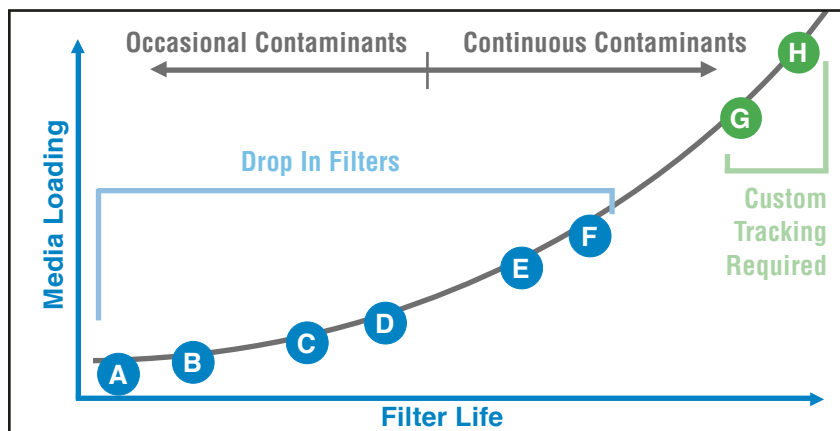 Occasional Contaminants
Continuous Contaminants
Media Loading
Drop In Filters
A
B
C
D
E
F
G
H
Custom
Tracking
Required
Filter Life